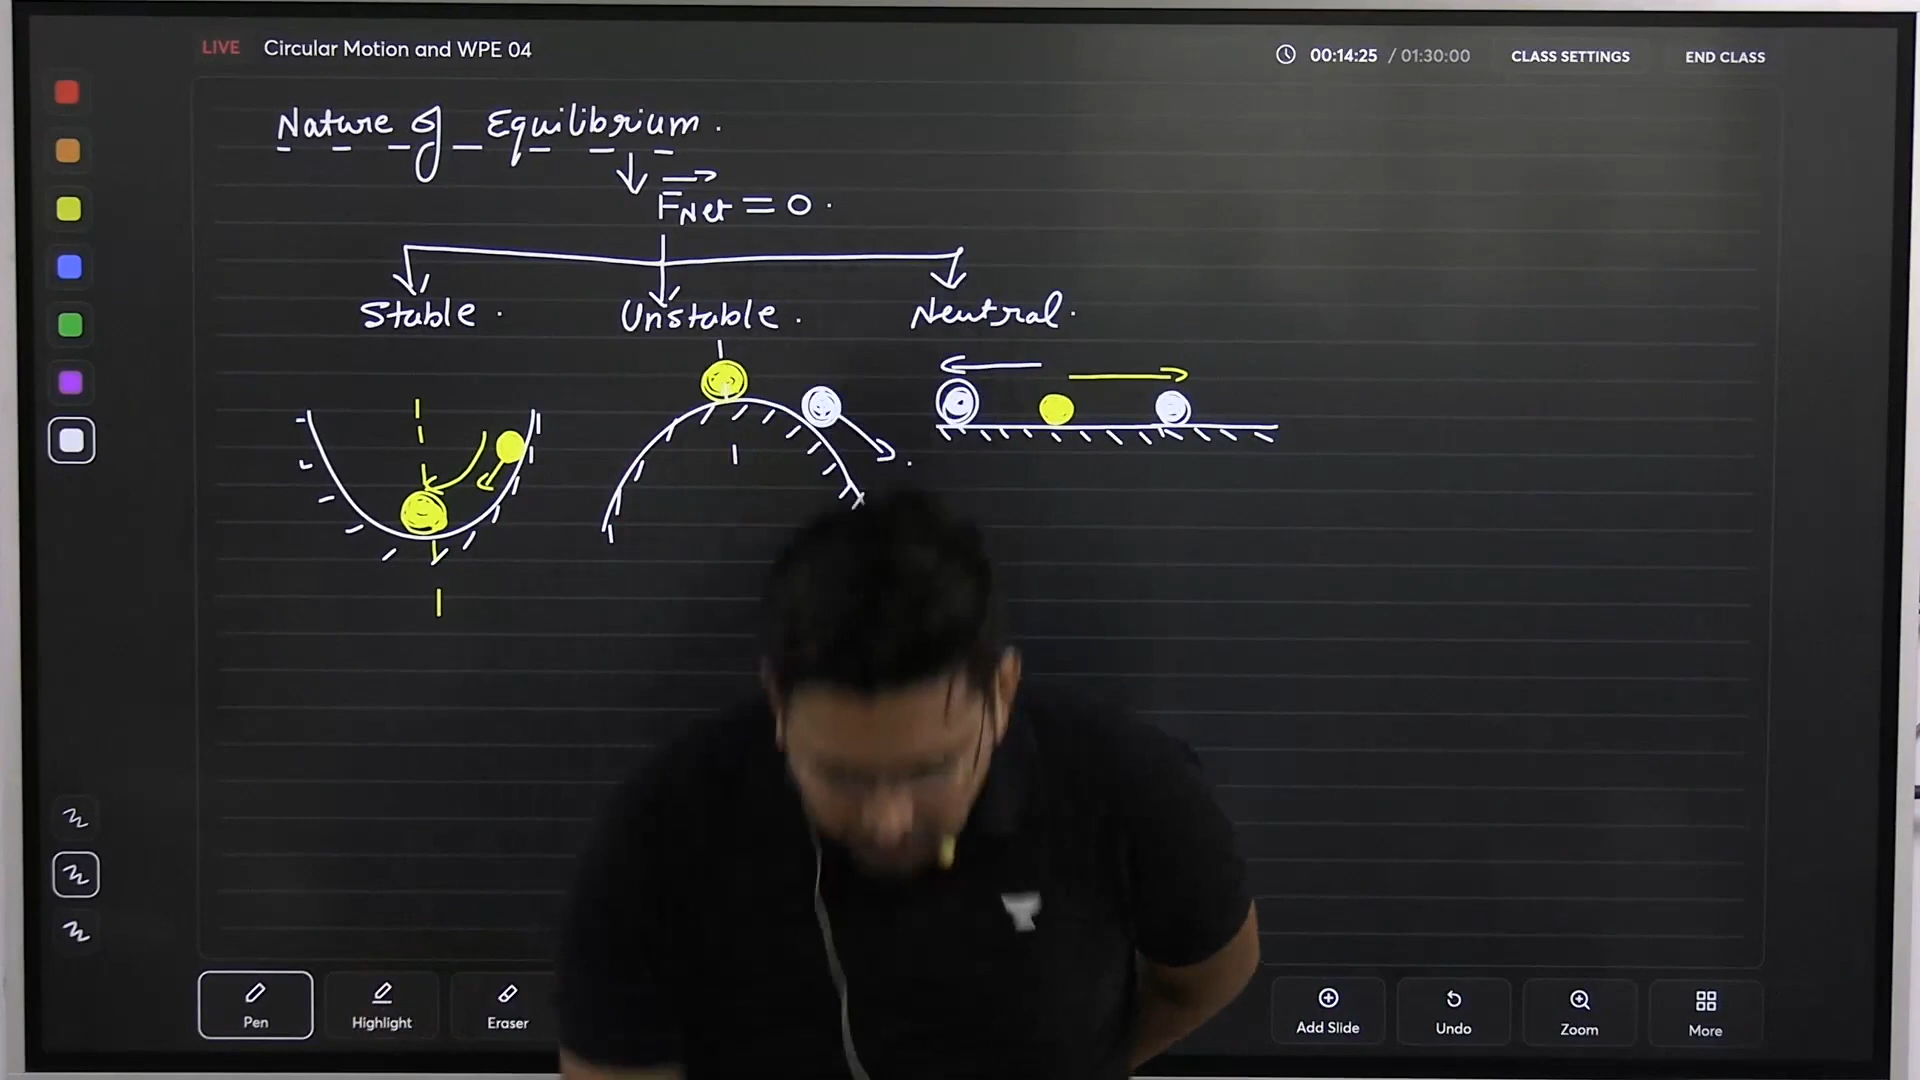 LIVE Circular Motion and WPE 04 00:14:25 / 01:30:00 CLASS SETTINGS END CLASS
Nature of Equilibrium.
FNet = 0.
Stable. Unstable. Neutral.
Pen Highlight Eraser Add Slide Undo Zoom More